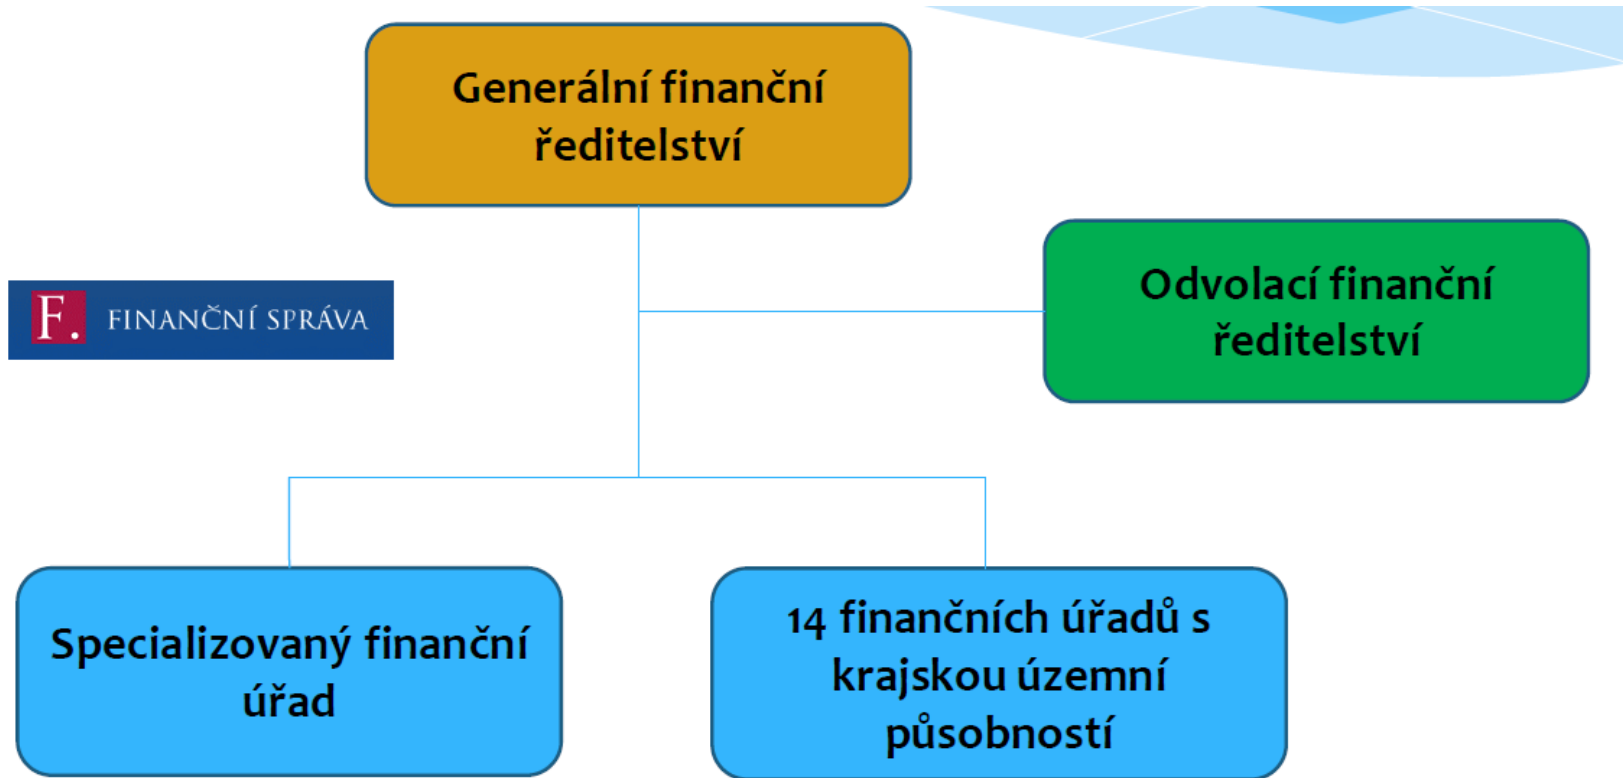 Generální finanční
ředitelství
Odvolací finanční
ředitelství
F. FINANČNÍ SPRÁVA
Specializovaný finanční
úřad
14 finančních úřadů s
krajskou územní
působností